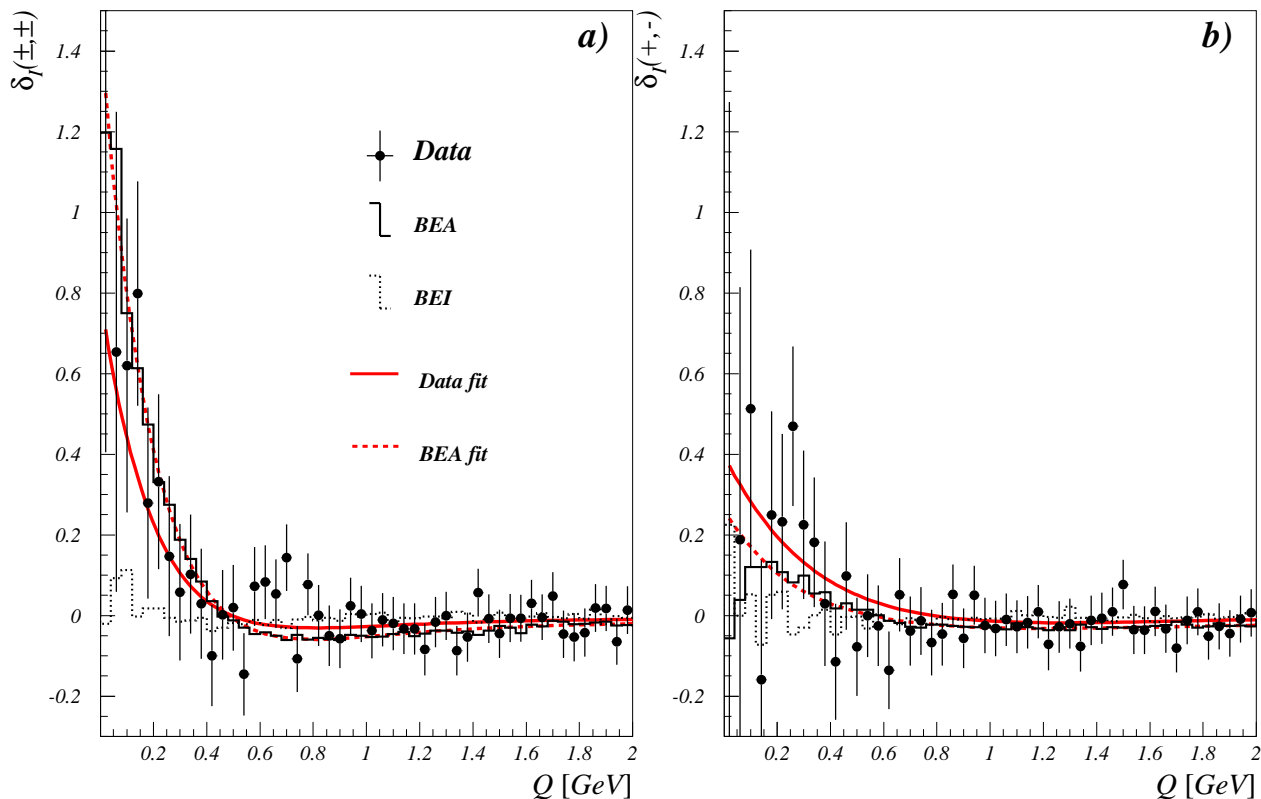 δI(±,±)
a)
1.4
1.2
1
0.8
0.6
0.4
0.2
0
-0.2
Data
BEA
BEI
Data fit
BEA fit
0.2 0.4 0.6 0.8 1 1.2 1.4 1.6 1.8 2
Q [GeV]
δI(+,-)
b)
1.4
1.2
1
0.8
0.6
0.4
0.2
0
-0.2
0.2 0.4 0.6 0.8 1 1.2 1.4 1.6 1.8 2
Q [GeV]